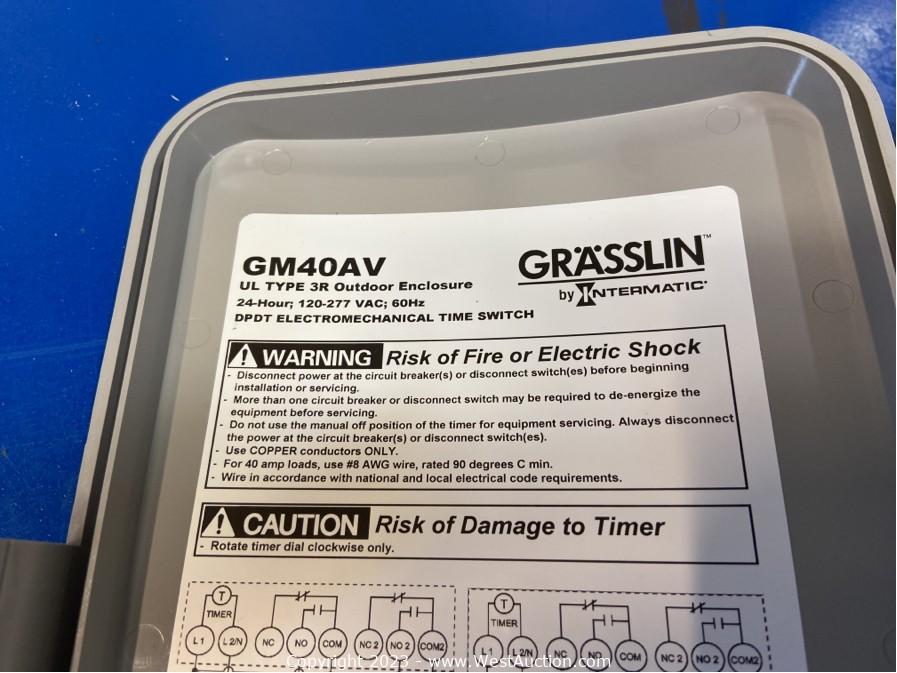 GM40AV
UL TYPE 3R Outdoor Enclosure
24-Hour; 120-277 VAC; 60Hz
DPDT ELECTROMECHANICAL TIME SWITCH
GRÄSSLIN™
by INTERMATIC®
WARNING Risk of Fire or Electric Shock
- Disconnect power at the circuit breaker(s) or disconnect switch(es) before beginning
installation or servicing.
- More than one circuit breaker or disconnect switch may be required to de-energize the
equipment before servicing.
- Do not use the manual off position of the timer for equipment servicing. Always disconnect
the power at the circuit breaker(s) or disconnect switch(es).
- Use COPPER conductors ONLY.
- For 40 amp loads, use #8 AWG wire, rated 90 degrees C min.
- Wire in accordance with national and local electrical code requirements.
CAUTION Risk of Damage to Timer
- Rotate timer dial clockwise only.
T T
TIMER TIMER
L1 L2/N NC NO COM NC 2 NO 2 COM2 L1 L2/N NC NO COM NC 2 NO 2 COM2
Copyright 2023 - www.WestAuction.com